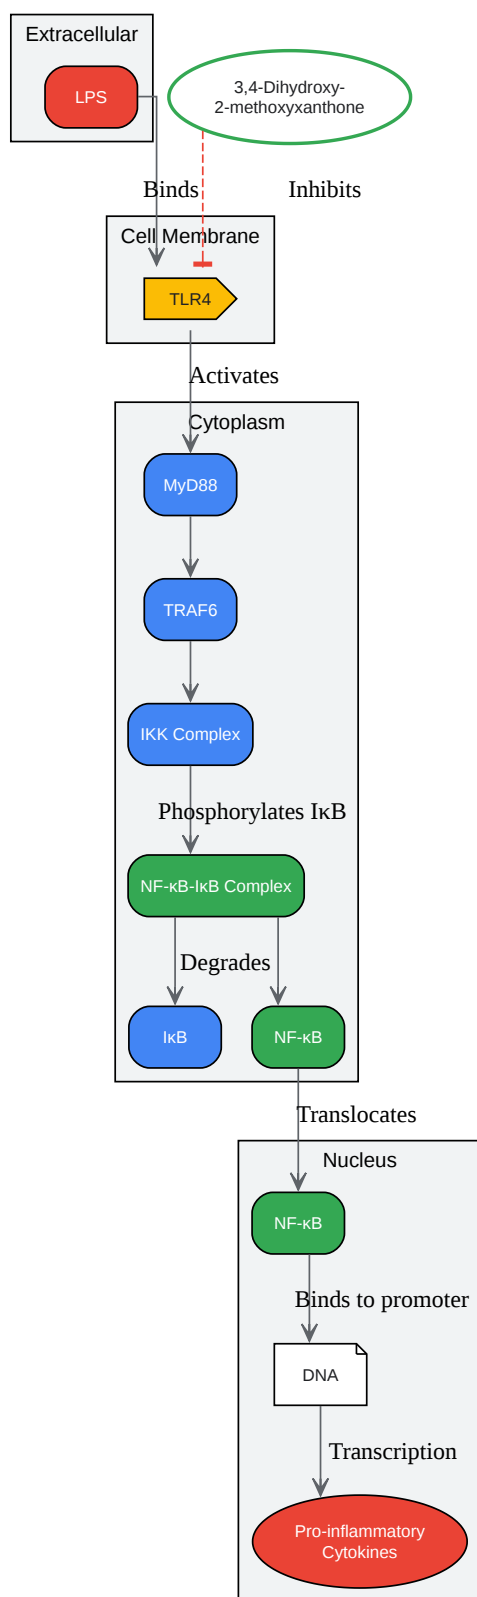 Extracellular
LPS
3,4-Dihydroxy-
2-methoxyxanthone
Binds
Inhibits
Cell Membrane
TLR4
Activates
Cytoplasm
MyD88
TRAF6
IKK Complex
Phosphorylates IκB
NF-κB-IκB Complex
Degrades
IκB
NF-κB
Translocates
Nucleus
NF-κB
Binds to promoter
DNA
Transcription
Pro-inflammatory
Cytokines